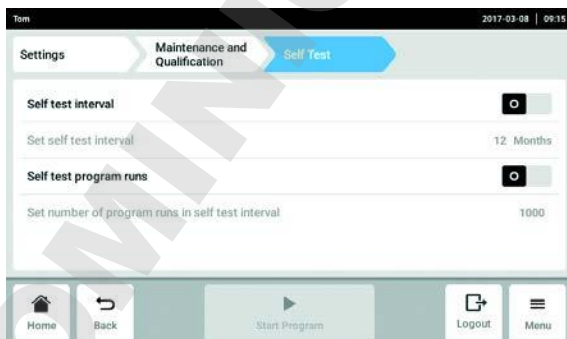 Tom
2017-03-08 | 09:15
Settings
Maintenance and
Qualification
Self Test
Self test interval
O
Set self test interval
12 Months
Self test program runs
O
Set number of program runs in self test interval
1000
Home
Back
Start Program
Logout
Menu